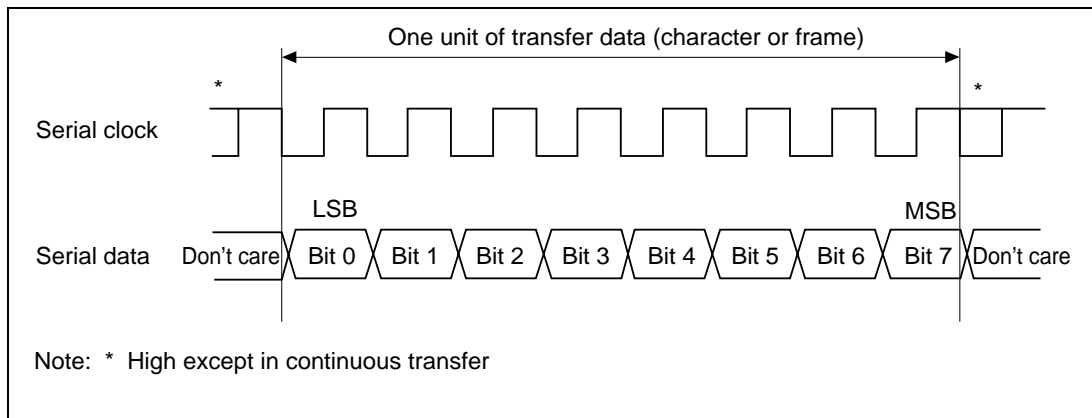 One unit of transfer data (character or frame)
* *
Serial clock
LSB MSB
Serial data Don't care Bit 0 Bit 1 Bit 2 Bit 3 Bit 4 Bit 5 Bit 6 Bit 7 Don't care
Note: * High except in continuous transfer